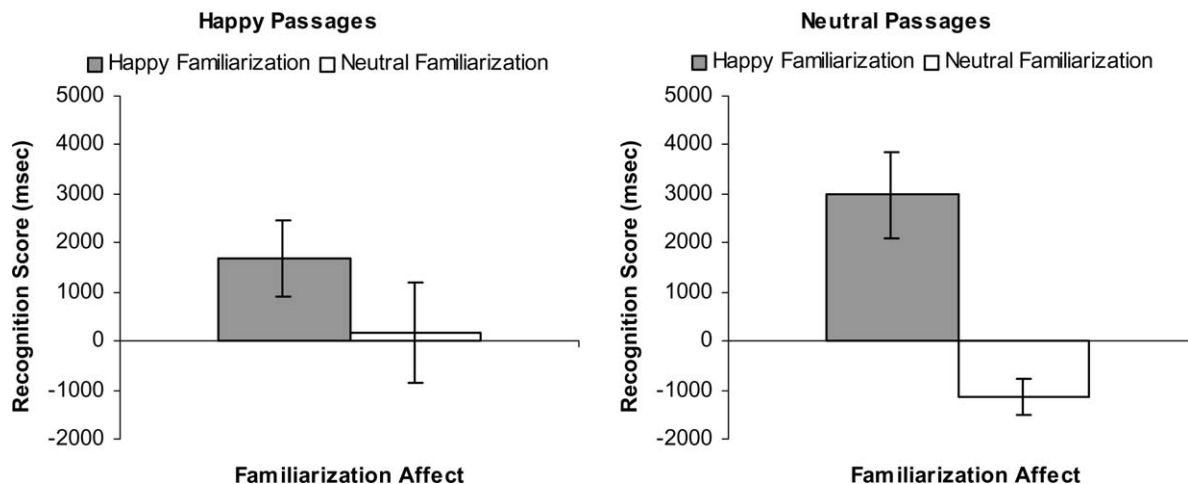 Happy Passages
Happy Familiarization Neutral Familiarization
5000
4000
3000
2000
1000
0
-1000
-2000
Recognition Score (msec)
Familiarization Affect
Neutral Passages
Happy Familiarization Neutral Familiarization
5000
4000
3000
2000
1000
0
-1000
-2000
Recognition Score (msec)
Familiarization Affect